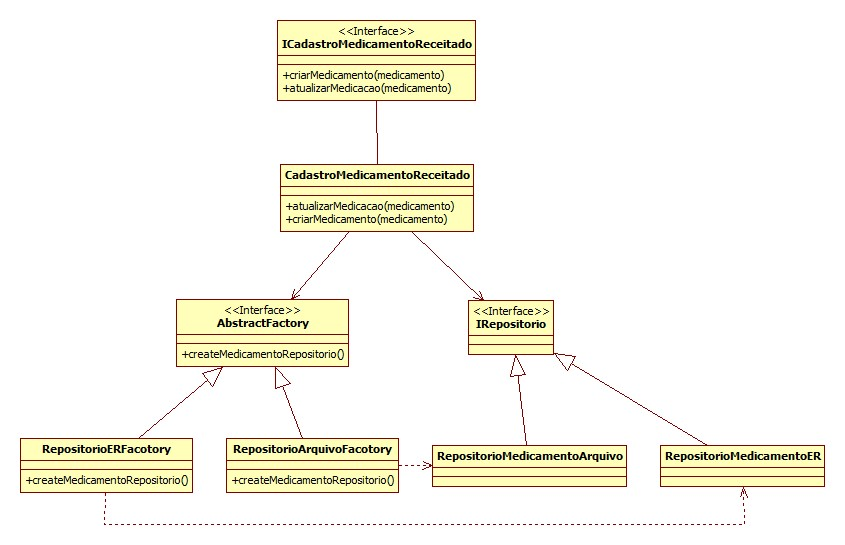 <<Interface>>
ICadastroMedicamentoReceitado
+criarMedicamento(medicamento)
+atualizarMedicacao(medicamento)
CadastroMedicamentoReceitado
+atualizarMedicacao(medicamento)
+criarMedicamento(medicamento)
<<Interface>>
AbstractFactory
+createMedicamentoRepositorio()
<<Interface>>
IRepositorio
RepositorioERFacotory
+createMedicamentoRepositorio()
RepositorioArquivoFacotory
+createMedicamentoRepositorio()
RepositorioMedicamentoArquivo
RepositorioMedicamentoER